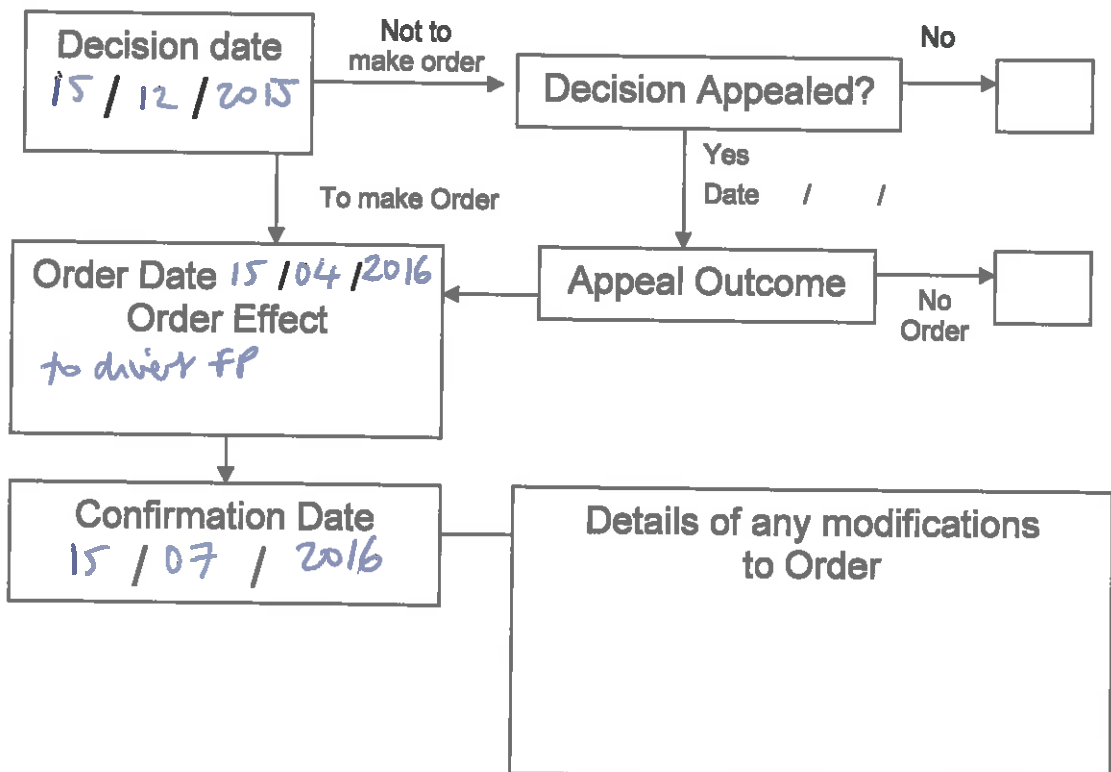 Decision date
15 / 12 / 2015
Not to
make order
Decision Appealed?
No
Yes
Date / /
To make Order
Order Date 15 /04 /2016
Order Effect
to divert FP
Appeal Outcome
No
Order
Confirmation Date
15 / 07 / 2016
Details of any modifications
to Order